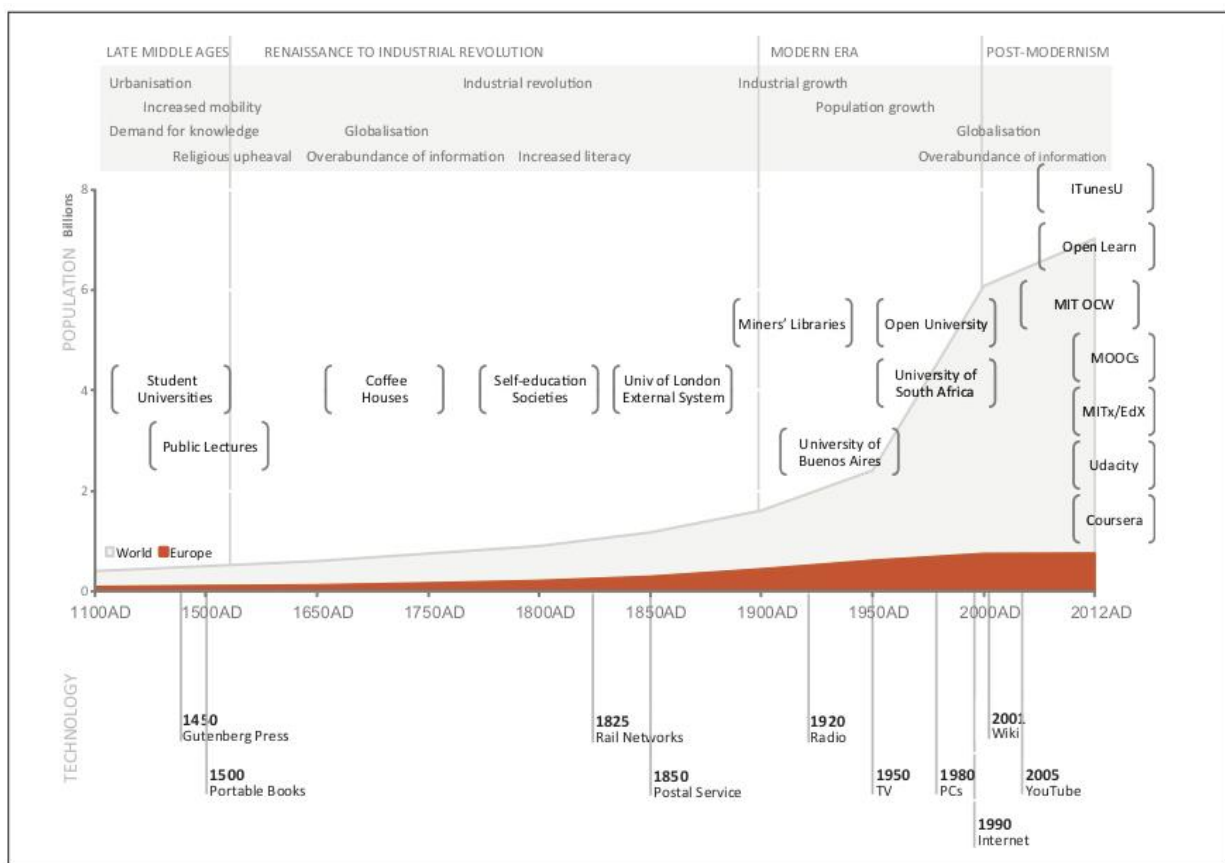 LATE MIDDLE AGES
RENAISSANCE TO INDUSTRIAL REVOLUTION
MODERN ERA
POST-MODERNISM
Urbanisation
Industrial revolution
Industrial growth
Increased mobility
Population growth
Demand for knowledge
Globalisation
Globalisation
Religious upheaval
Overabundance of information
Increased literacy
Overabundance of information
POPULATION Billions
8
6
4
2
0
ITunesU
Open Learn
MIT OCW
Miners' Libraries
Open University
MOOCs
Student
Universities
Coffee
Houses
Self-education
Societies
Univ of London
External System
University of
South Africa
MITx/EdX
Public Lectures
University of
Buenos Aires
Udacity
Coursera
World
Europe
1100AD
1500AD
1650AD
1750AD
1800AD
1850AD
1900AD
1950AD
2000AD
2012AD
TECHNOLOGY
1450
Gutenberg Press
1500
Portable Books
1825
Rail Networks
1850
Postal Service
1920
Radio
1950
TV
1980
PCs
1990
Internet
2001
Wiki
2005
YouTube